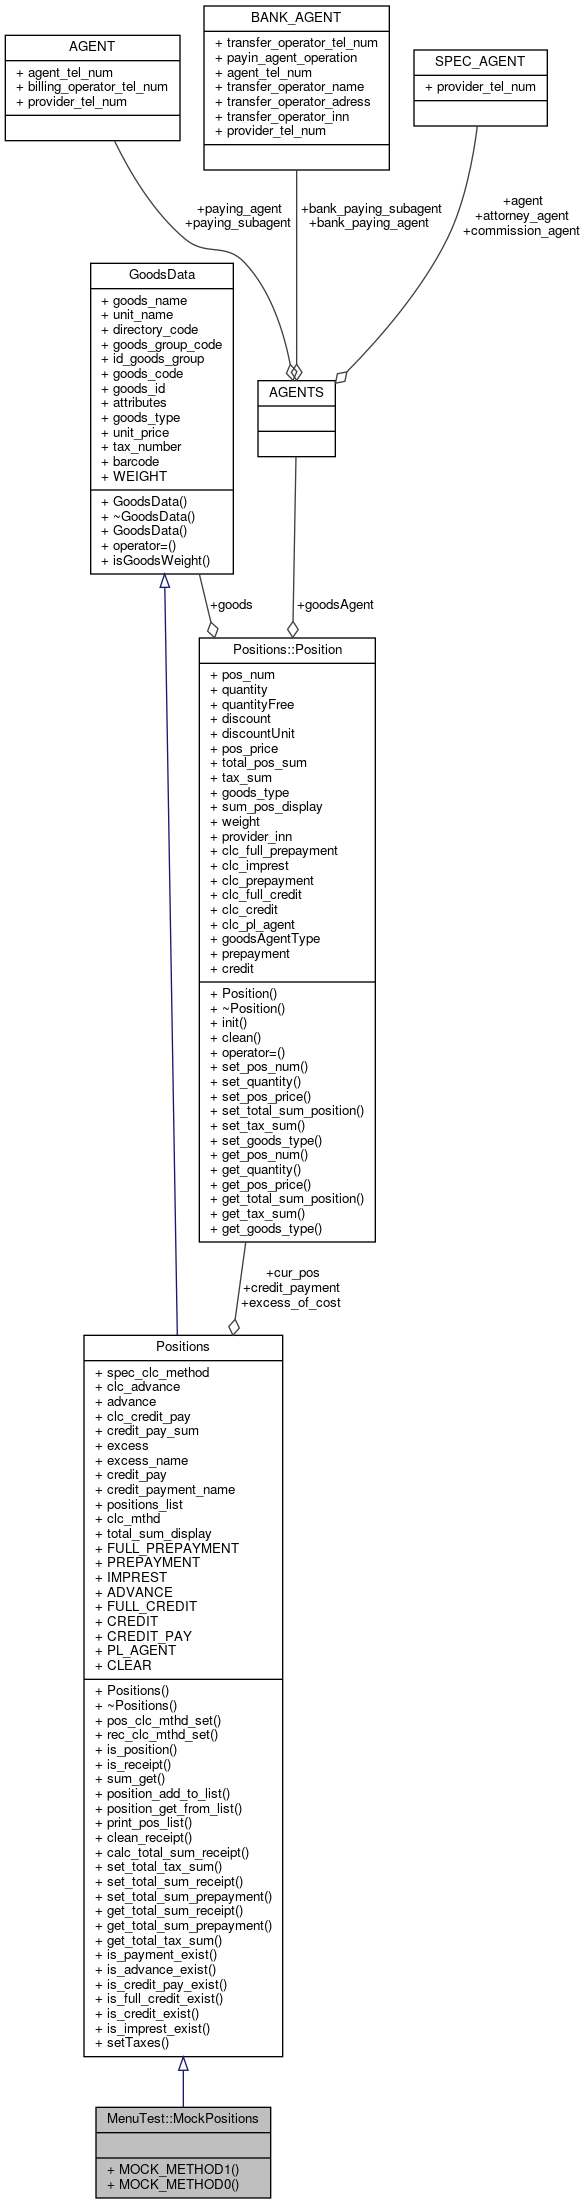 BANK_AGENT
+ transfer_operator_tel_num
+ payin_agent_operation
+ agent_tel_num
+ transfer_operator_name
+ transfer_operator_adress
+ transfer_operator_inn
+ provider_tel_num
AGENT
+ agent_tel_num
+ billing_operator_tel_num
+ provider_tel_num
SPEC_AGENT
+ provider_tel_num
+paying_agent
+paying_subagent
+bank_paying_subagent
+bank_paying_agent
+agent
+attorney_agent
+commission_agent
GoodsData
+ goods_name
+ unit_name
+ directory_code
+ goods_group_code
+ id_goods_group
+ goods_code
+ goods_id
+ attributes
+ goods_type
+ unit_price
+ tax_number
+ barcode
+ WEIGHT
+ GoodsData()
+ ~GoodsData()
+ GoodsData()
+ operator=()
+ isGoodsWeight()
AGENTS
+goods
+goodsAgent
Positions::Position
+ pos_num
+ quantity
+ quantityFree
+ discount
+ discountUnit
+ pos_price
+ total_pos_sum
+ tax_sum
+ goods_type
+ sum_pos_display
+ weight
+ provider_inn
+ clc_full_prepayment
+ clc_imprest
+ clc_prepayment
+ clc_full_credit
+ clc_credit
+ clc_pl_agent
+ goodsAgentType
+ prepayment
+ credit
+ Position()
+ ~Position()
+ init()
+ clean()
+ operator=()
+ set_pos_num()
+ set_quantity()
+ set_pos_price()
+ set_total_sum_position()
+ set_tax_sum()
+ set_goods_type()
+ get_pos_num()
+ get_quantity()
+ get_pos_price()
+ get_total_sum_position()
+ get_tax_sum()
+ get_goods_type()
+cur_pos
+credit_payment
+excess_of_cost
Positions
+ spec_clc_method
+ clc_advance
+ advance
+ clc_credit_pay
+ credit_pay_sum
+ excess
+ excess_name
+ credit_pay
+ credit_payment_name
+ positions_list
+ clc_mthd
+ total_sum_display
+ FULL_PREPAYMENT
+ PREPAYMENT
+ IMPREST
+ ADVANCE
+ FULL_CREDIT
+ CREDIT
+ CREDIT_PAY
+ PL_AGENT
+ CLEAR
+ Positions()
+ ~Positions()
+ pos_clc_mthd_set()
+ rec_clc_mthd_set()
+ is_position()
+ is_receipt()
+ sum_get()
+ position_add_to_list()
+ position_get_from_list()
+ print_pos_list()
+ clean_receipt()
+ calc_total_sum_receipt()
+ set_total_tax_sum()
+ set_total_sum_receipt()
+ set_total_sum_prepayment()
+ get_total_sum_receipt()
+ get_total_sum_prepayment()
+ get_total_tax_sum()
+ is_payment_exist()
+ is_advance_exist()
+ is_credit_pay_exist()
+ is_full_credit_exist()
+ is_credit_exist()
+ is_imprest_exist()
+ setTaxes()
MenuTest::MockPositions
+ MOCK_METHOD1()
+ MOCK_METHOD0()